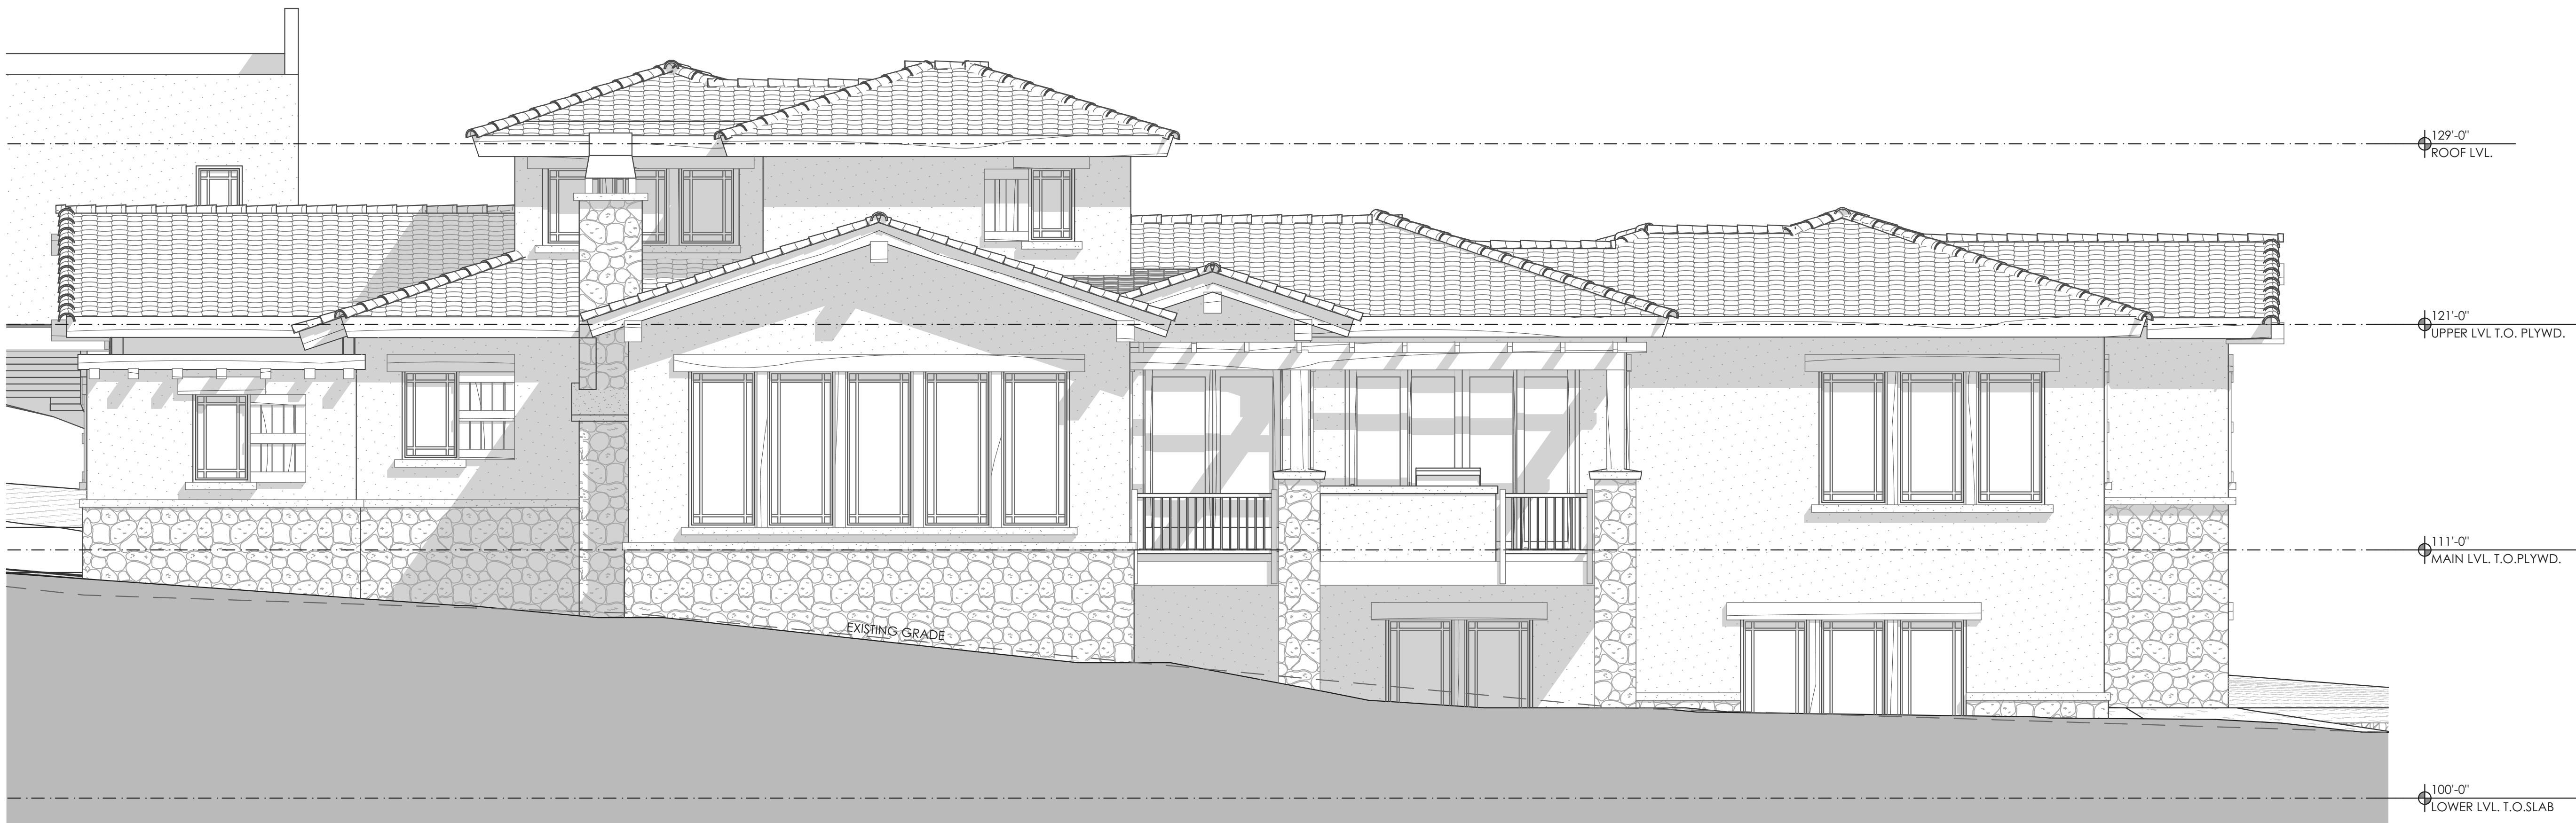 129'-0"
ROOF LVL.
121'-0"
UPPER LVL T.O. PLYWD.
EXISTING GRADE
111'-0"
MAIN LVL. T.O.PLYWD.
100'-0"
LOWER LVL. T.O.SLAB